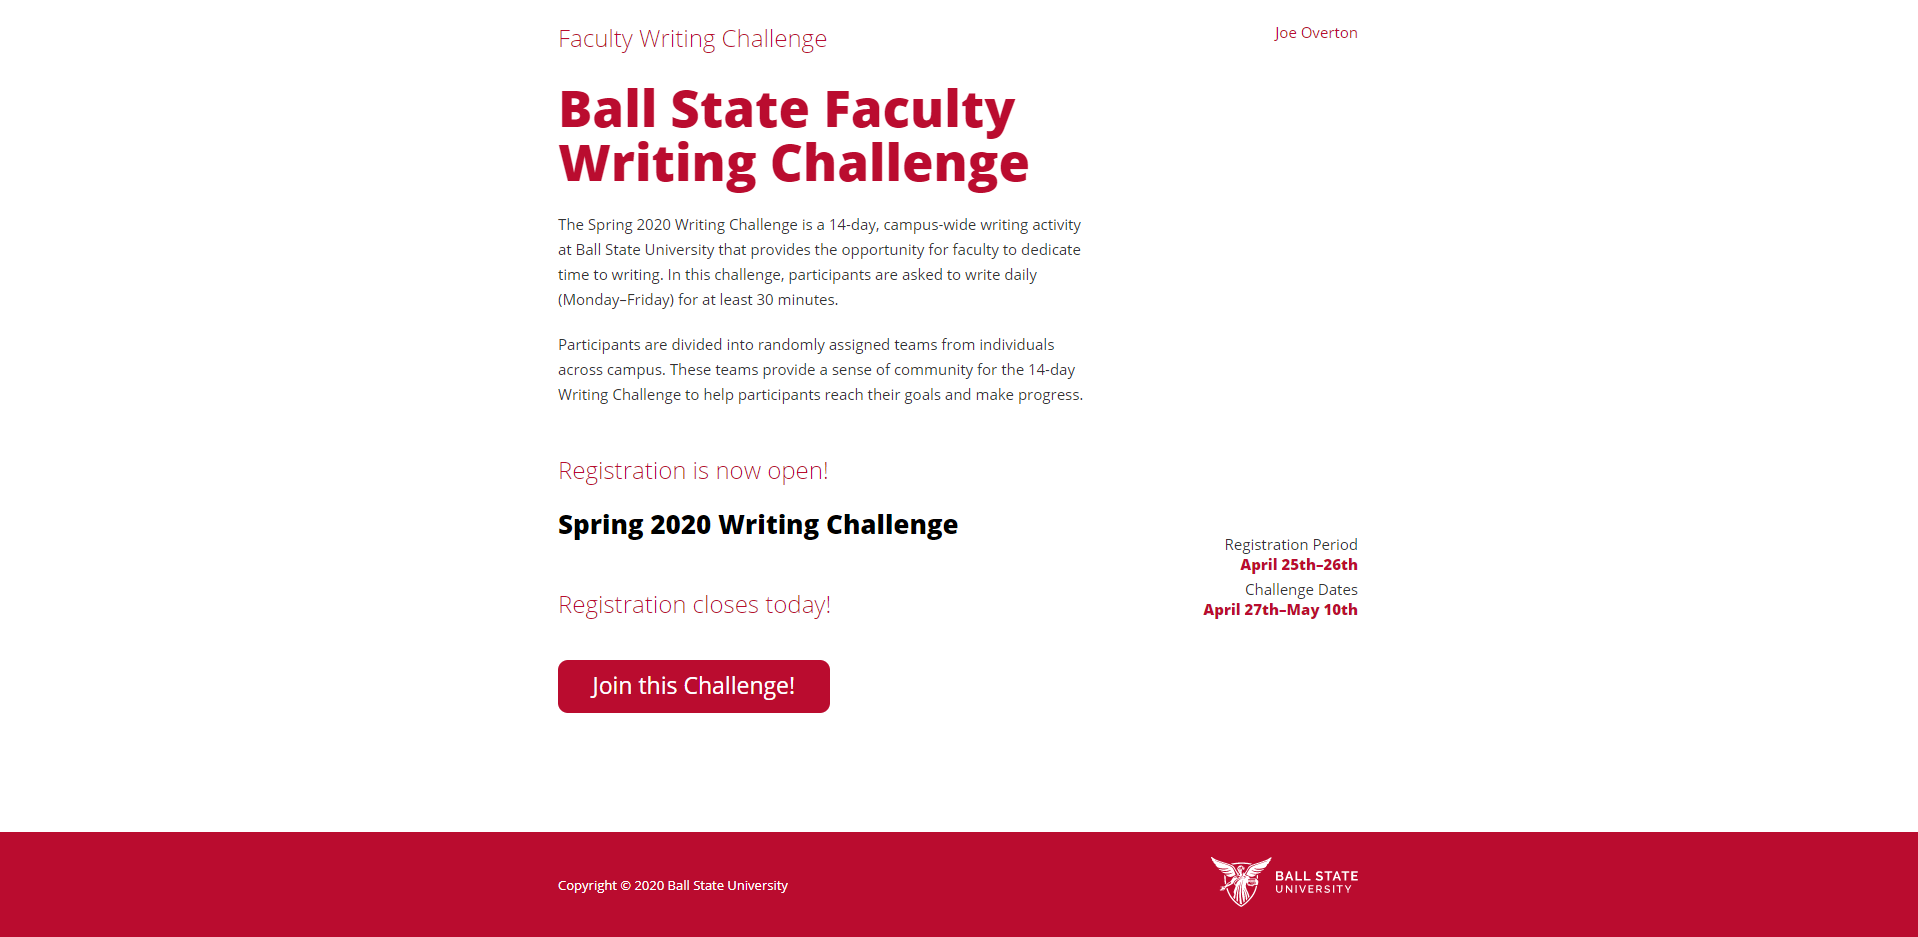 Faculty Writing Challenge
Joe Overton
Ball State Faculty
Writing Challenge
The Spring 2020 Writing Challenge is a 14-day, campus-wide writing activity
at Ball State University that provides the opportunity for faculty to dedicate
time to writing. In this challenge, participants are asked to write daily
(Monday–Friday) for at least 30 minutes.
Participants are divided into randomly assigned teams from individuals
across campus. These teams provide a sense of community for the 14-day
Writing Challenge to help participants reach their goals and make progress.
Registration is now open!
Spring 2020 Writing Challenge
Registration closes today!
Registration Period
April 25th–26th
Challenge Dates
April 27th–May 10th
Join this Challenge!
Copyright © 2020 Ball State University
BALL STATE
UNIVERSITY